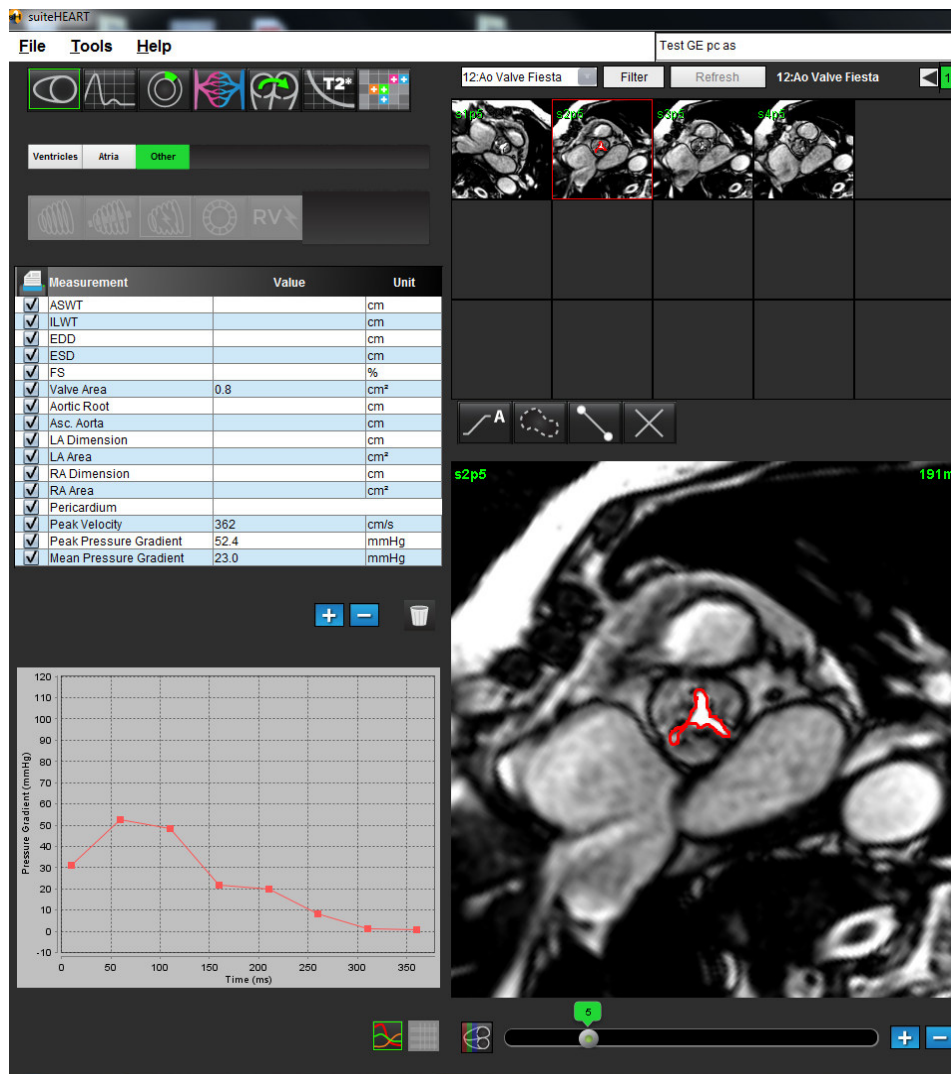 suiteHEART
File Tools Help
Test GE pc as
T2*
12:Ao Valve Fiesta Filter Refresh 12:Ao Valve Fiesta
s1p5 s2p5 s3p5 s4p5
Ventricles Atria Other
RV
Measurement Value Unit
ASWT cm
ILWT cm
EDD cm
ESD cm
FS %
Valve Area 0.8 cm²
Aortic Root cm
Asc. Aorta cm
LA Dimension cm
LA Area cm²
RA Dimension cm
RA Area cm²
Pericardium
Peak Velocity 362 cm/s
Peak Pressure Gradient 52.4 mmHg
Mean Pressure Gradient 23.0 mmHg
A
s2p5 191m
120
100
90
80
70
60
50
40
30
20
10
0
-10
Pressure Gradient (mmHg)
0 50 100 150 200 250 300 350
Time (ms)